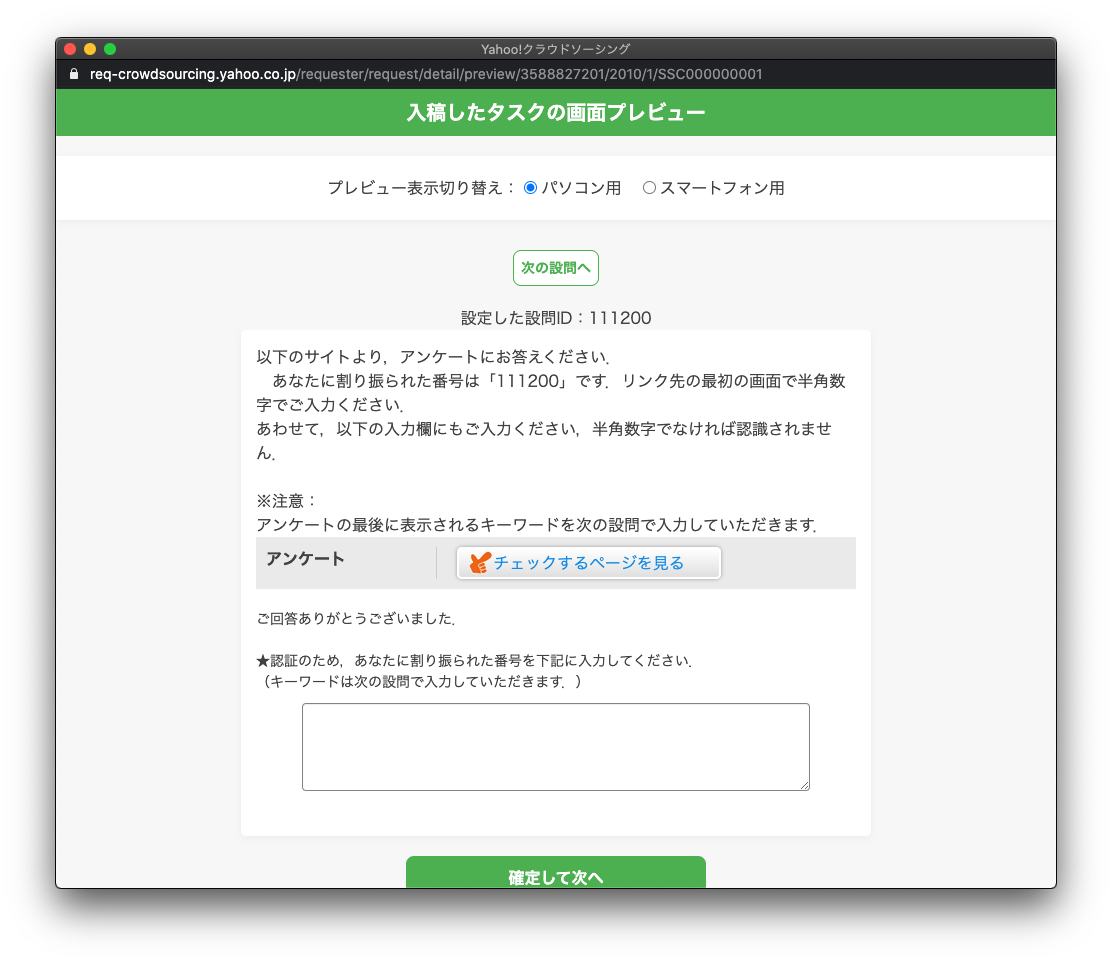 Yahoo!クラウドソーシング
req-crowdsourcing.yahoo.co.jp/requester/request/detail/preview/3588827201/2010/1/SSC000000001
入稿したタスクの画面プレビュー
プレビュー表示切り替え： パソコン用 スマートフォン用
次の設問へ
設定した設問ID：111200
以下のサイトより，アンケートにお答えください．
　あなたに割り振られた番号は「111200」です．リンク先の最初の画面で半角数
字でご入力ください．
あわせて，以下の入力欄にもご入力ください，半角数字でなければ認識されませ
ん．
※注意：
アンケートの最後に表示されるキーワードを次の設問で入力していただきます．
アンケート チェックするページを見る
ご回答ありがとうございました．
★認証のため，あなたに割り振られた番号を下記に入力してください．
（キーワードは次の設問で入力していただきます．）
確定して次へ